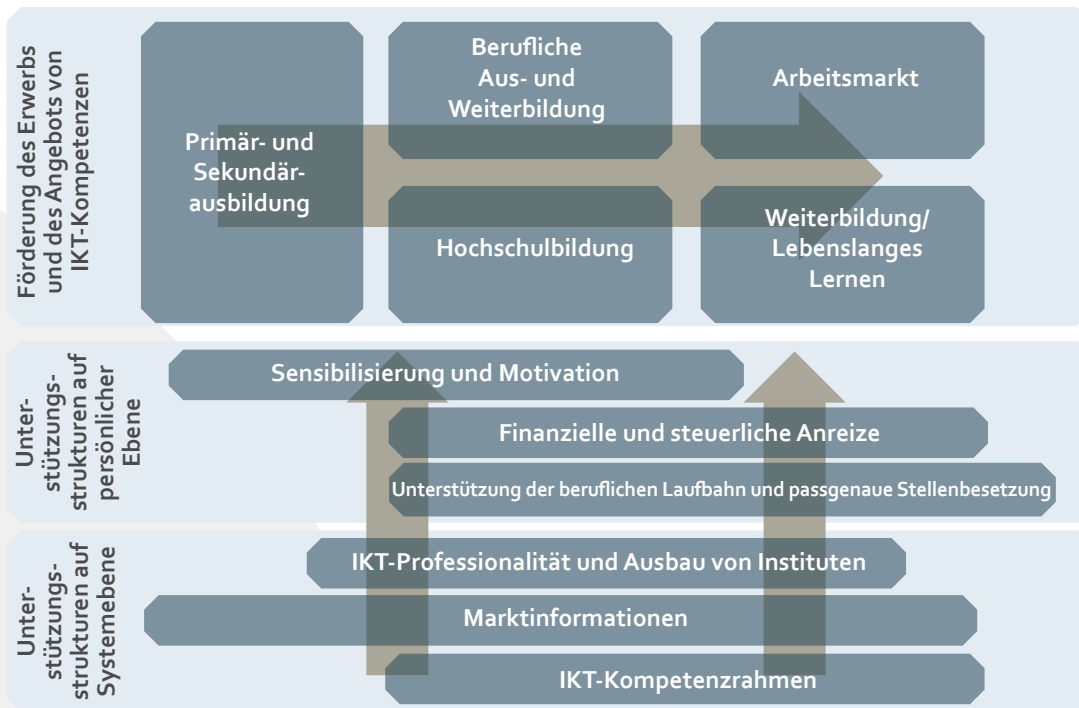 Förderung des Erwerbs
und des Angebots von
IKT-Kompetenzen
Primär- und
Sekundär-
ausbildung
Berufliche
Aus- und
Weiterbildung
Hochschulbildung
Arbeitsmarkt
Weiterbildung/
Lebenslanges
Lernen
Unter-
stützungs-
strukturen auf
persönlicher
Ebene
Sensibilisierung und Motivation
Finanzielle und steuerliche Anreize
Unterstützung der beruflichen Laufbahn und passgenaue Stellenbesetzung
Unter-
stützungs-
strukturen auf
Systemebene
IKT-Professionalität und Ausbau von Instituten
Marktinformationen
IKT-Kompetenzrahmen